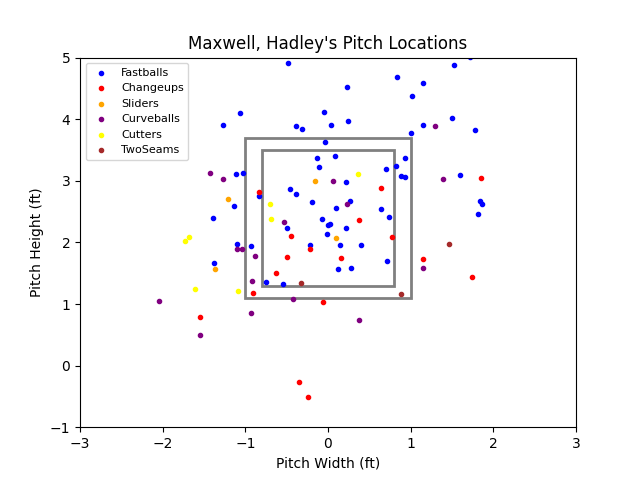 Maxwell, Hadley's Pitch Locations
Fastballs
Changeups
Sliders
Curveballs
Cutters
TwoSeams
Pitch Height (ft)
5
4
3
2
1
0
−1
−3
−2
−1
0
1
2
3
Pitch Width (ft)